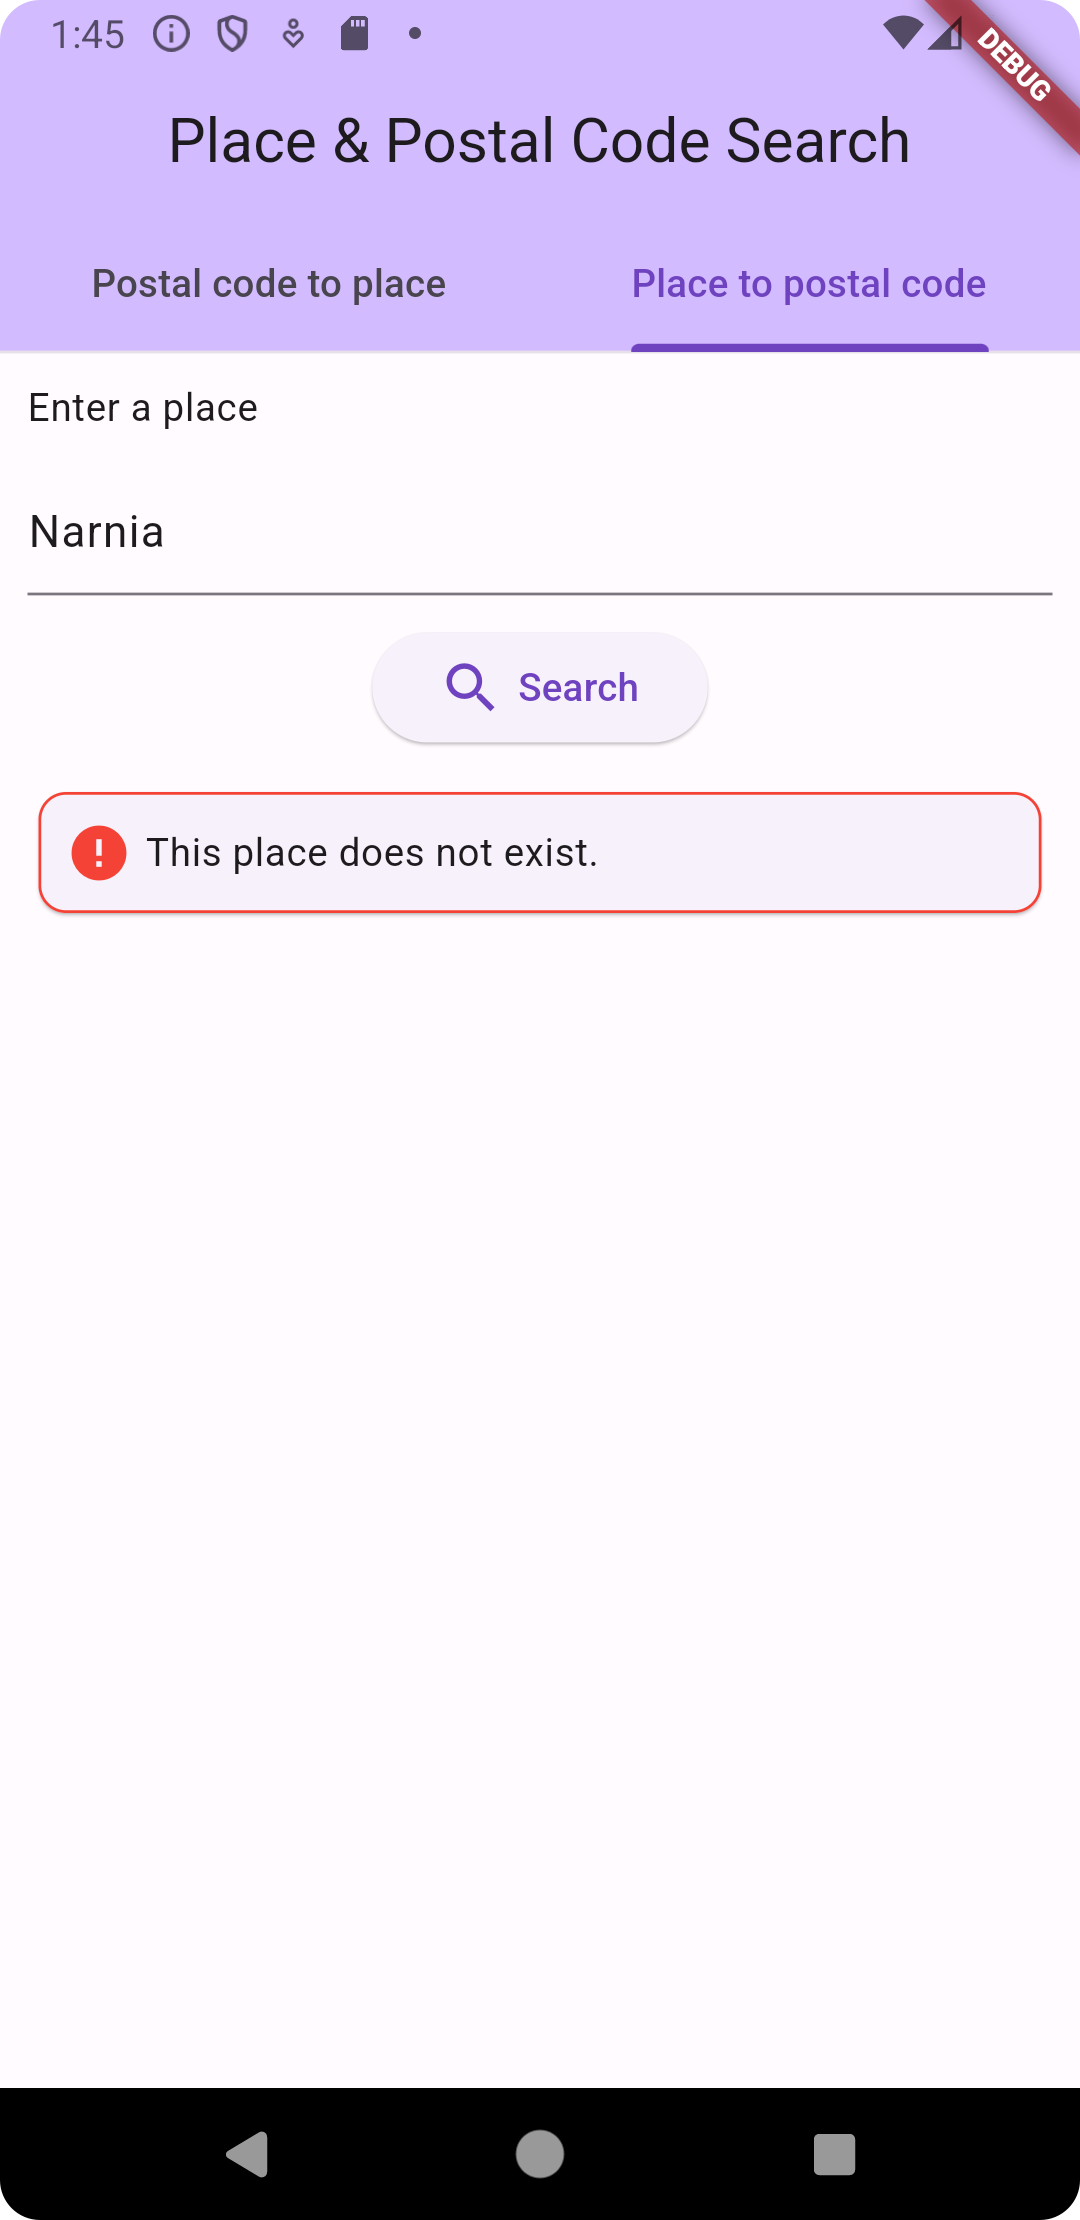 1:45
DEBUG
Place & Postal Code Search
Postal code to place
Place to postal code
Enter a place
Narnia
Search
This place does not exist.